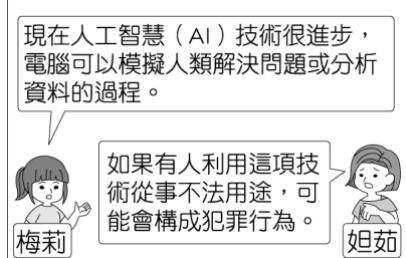 現在人工智慧（AI）技術很進步，
電腦可以模擬人類解決問題或分析
資料的過程。
如果有人利用這項技
術從事不法用途，可
能會構成犯罪行為。
梅莉
妲茹